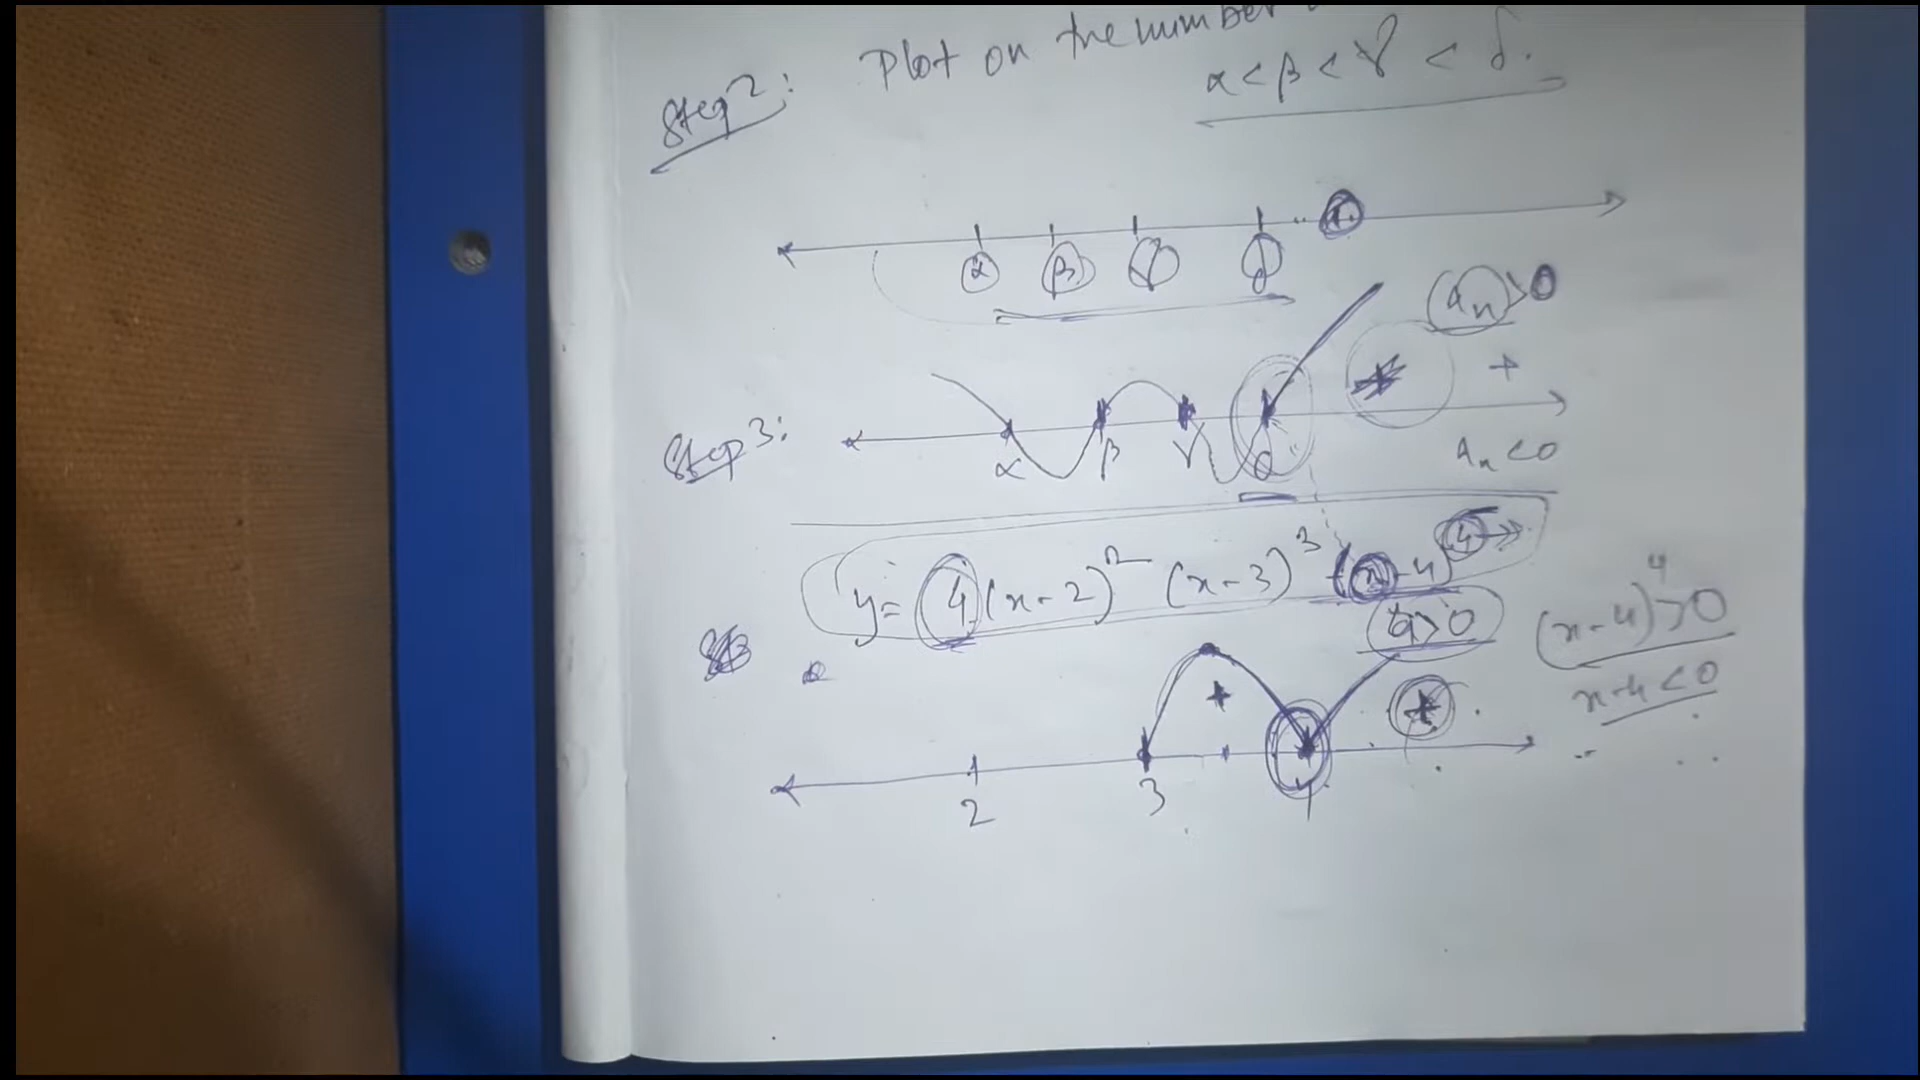 Step 2: Plot on the number
α < β < γ < δ.
α β γ δ
aₙ > 0
+ +
Step 3:
α β γ δ
aₙ < 0
y = 4(x-2)² (x-3)³ (x-4)⁴
a > 0
(x-4)⁴ > 0
x-4 < 0
+ +
2 3 4